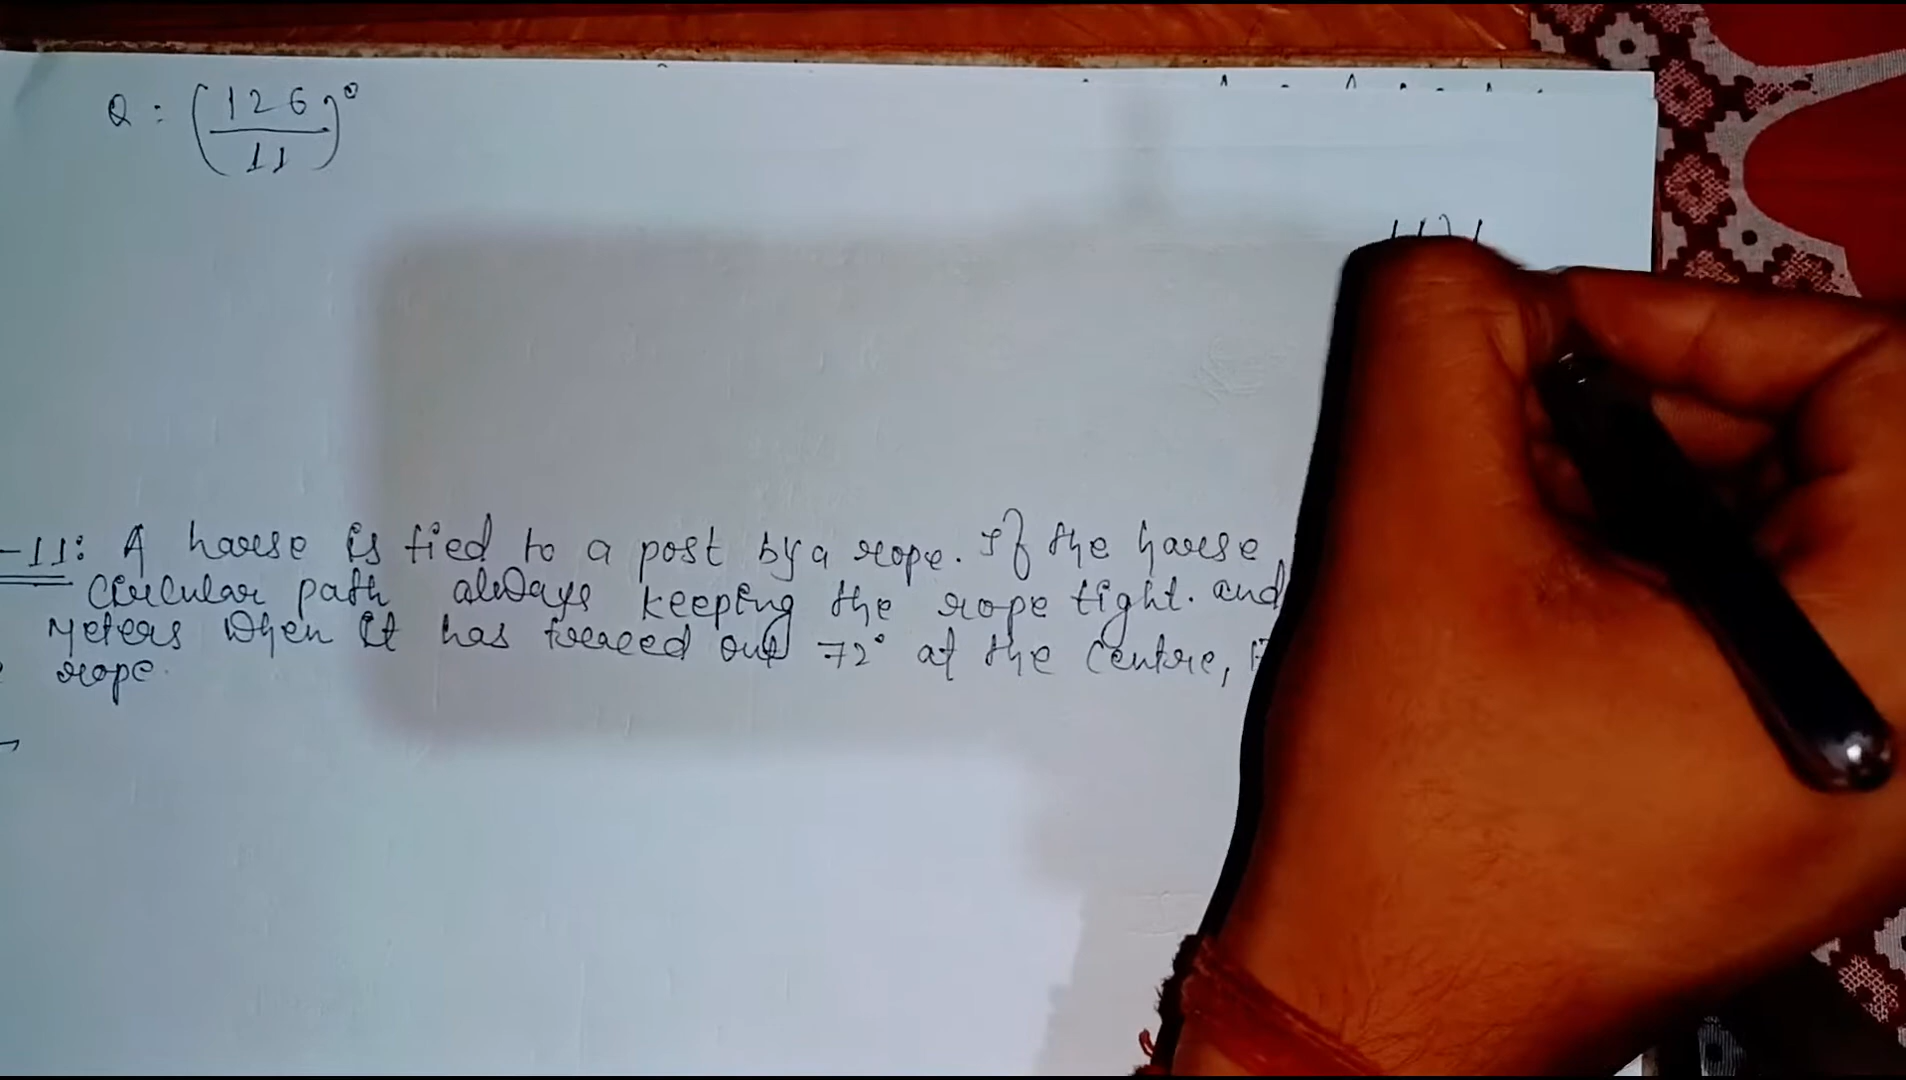 Q : (126/11)°
-11: A horse is tied to a post by a rope. If the horse
circular path always keeping the rope tight. and
Meters when it has traced out 72° at the centre,
rope.